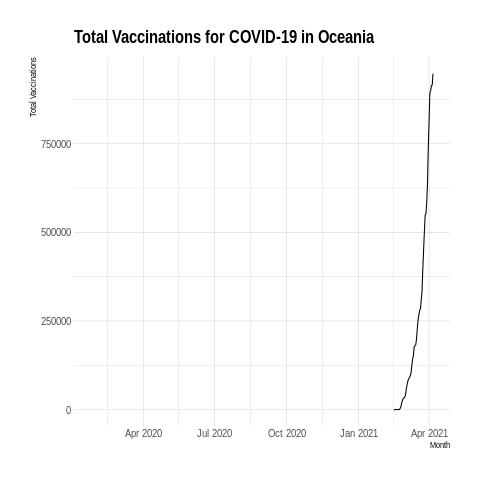 Total Vaccinations for COVID-19 in Oceania
Total Vaccinations
750000
500000
250000
0
Apr 2020 Jul 2020 Oct 2020 Jan 2021 Apr 2021
Month